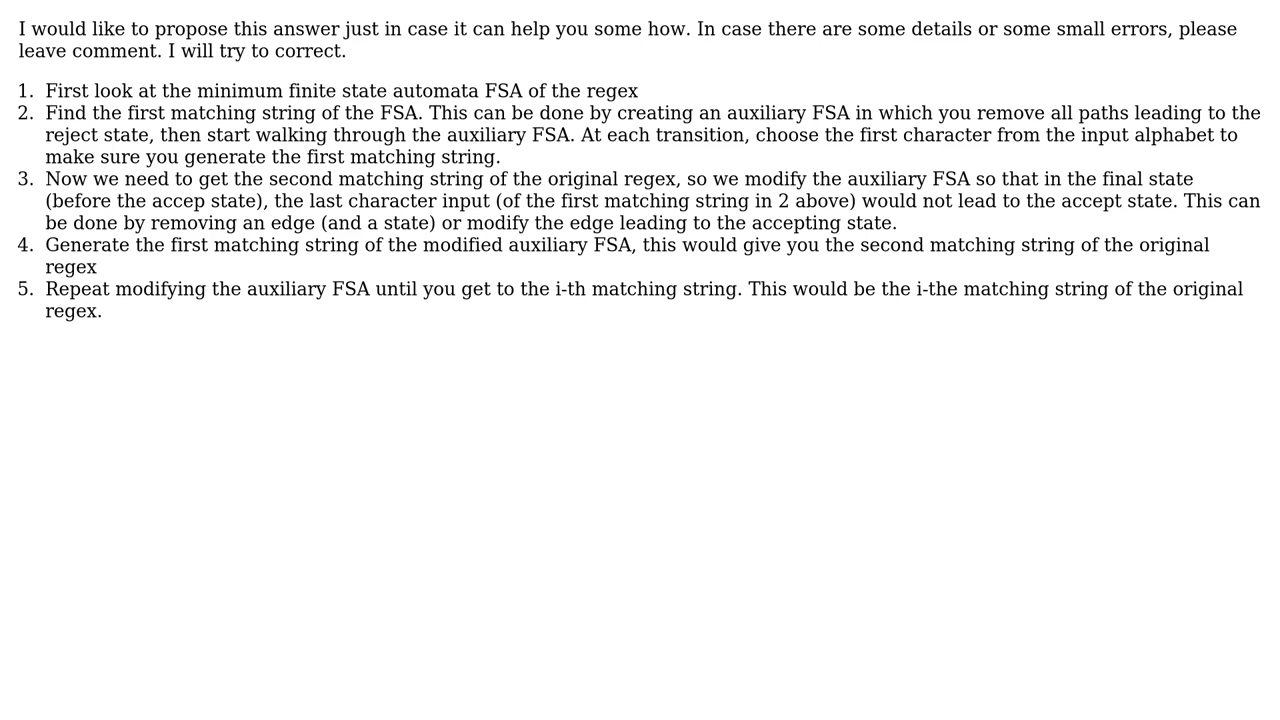 I would like to propose this answer just in case it can help you some how. In case there are some details or some small errors, please
leave comment. I will try to correct.
1. First look at the minimum finite state automata FSA of the regex
2. Find the first matching string of the FSA. This can be done by creating an auxiliary FSA in which you remove all paths leading to the
reject state, then start walking through the auxiliary FSA. At each transition, choose the first character from the input alphabet to
make sure you generate the first matching string.
3. Now we need to get the second matching string of the original regex, so we modify the auxiliary FSA so that in the final state
(before the accep state), the last character input (of the first matching string in 2 above) would not lead to the accept state. This can
be done by removing an edge (and a state) or modify the edge leading to the accepting state.
4. Generate the first matching string of the modified auxiliary FSA, this would give you the second matching string of the original
regex
5. Repeat modifying the auxiliary FSA until you get to the i-th matching string. This would be the i-the matching string of the original
regex.